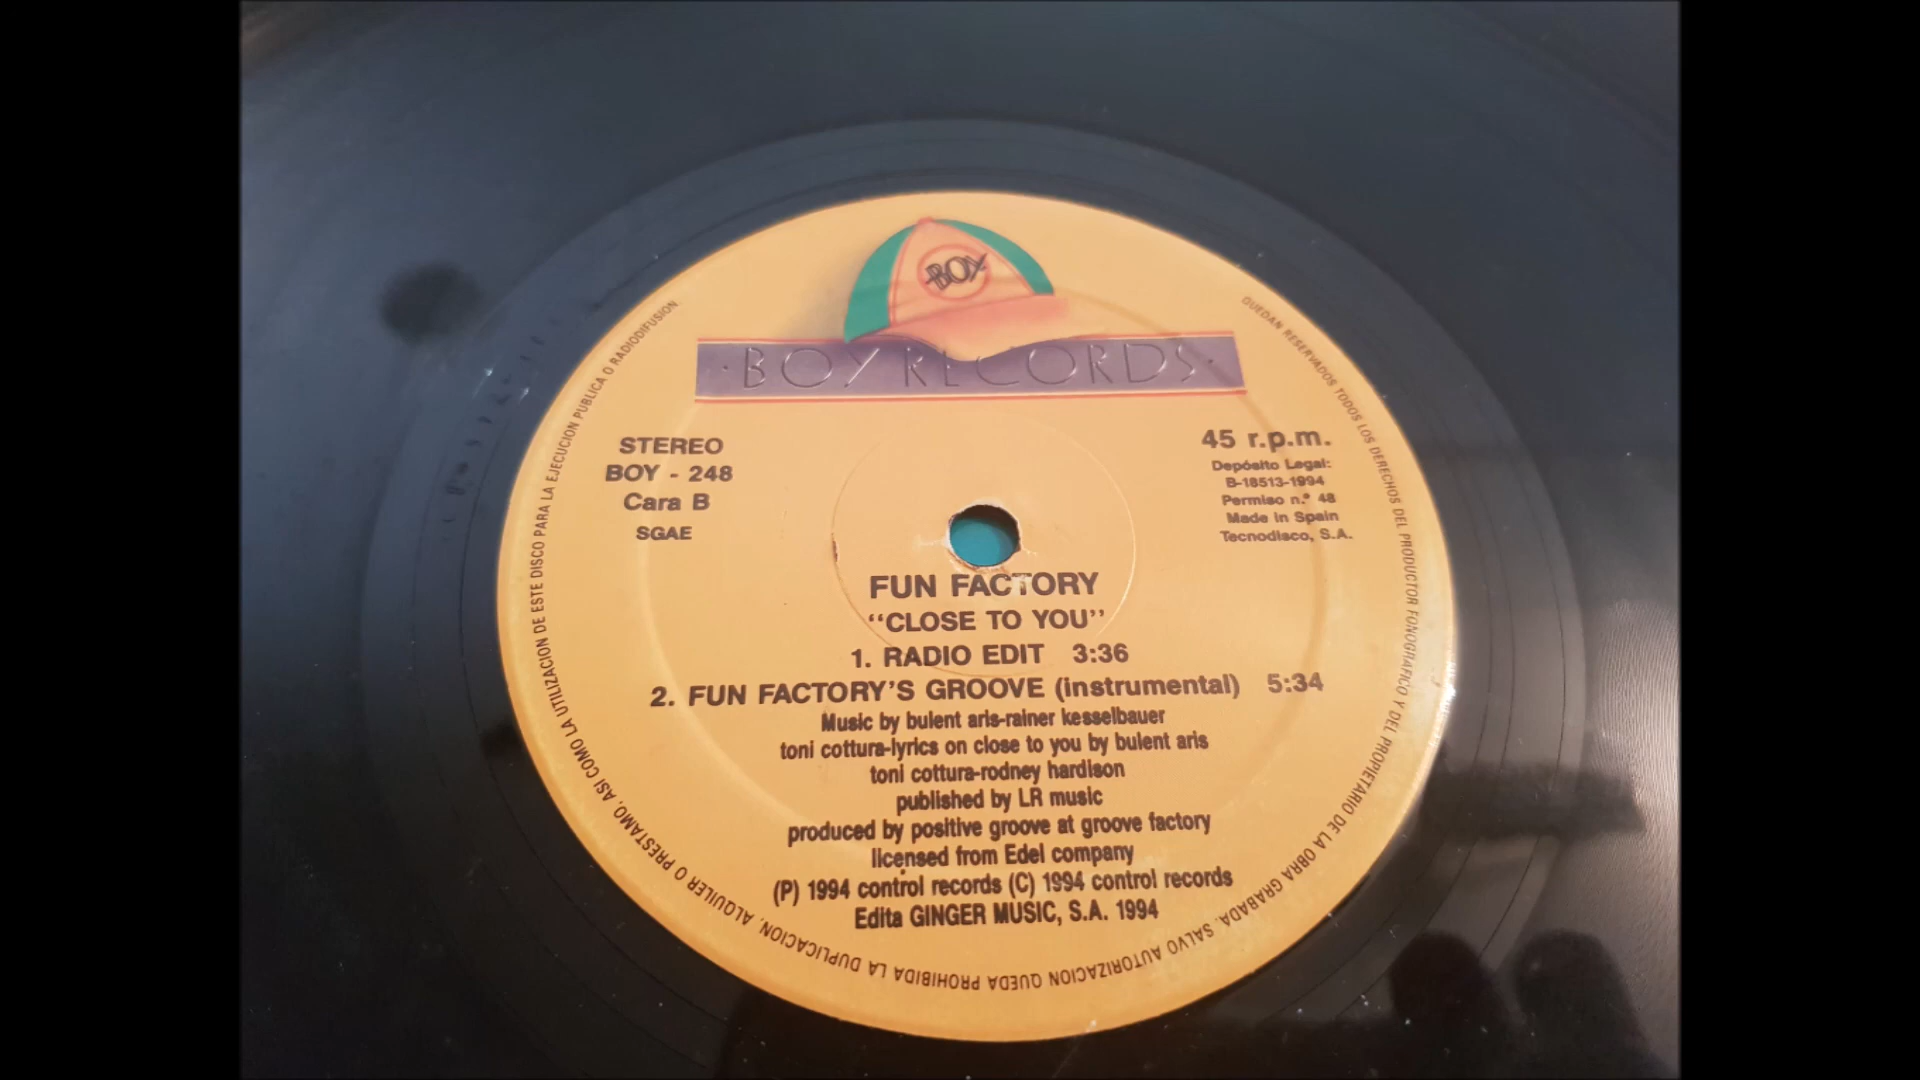 BOY
BOY RECORDS
STEREO
BOY - 248
Cara B
SGAE
45 r.p.m.
Depósito Legal:
B-18513-1994
Permiso n.º 48
Made in Spain
Tecnodisco, S.A.
FUN FACTORY
“CLOSE TO YOU”
1. RADIO EDIT 3:36
2. FUN FACTORY’S GROOVE (instrumental) 5:34
Music by bulent aris-rainer kesselbauer
toni cottura-lyrics on close to you by bulent aris
toni cottura-rodney hardison
published by LR music
produced by positive groove at groove factory
licensed from Edel company
(P) 1994 control records (C) 1994 control records
Edita GINGER MUSIC, S.A. 1994
QUEDAN RESERVADOS TODOS LOS DERECHOS DEL PRODUCTOR FONOGRAFICO Y DEL PROPIETARIO DE LA OBRA GRABADA. SALVO AUTORIZACION QUEDA PROHIBIDA LA DUPLICACION, ALQUILER O PRESTAMO, ASI COMO LA UTILIZACION DE ESTE DISCO PARA LA EJECUCION PUBLICA O RADIODIFUSION.